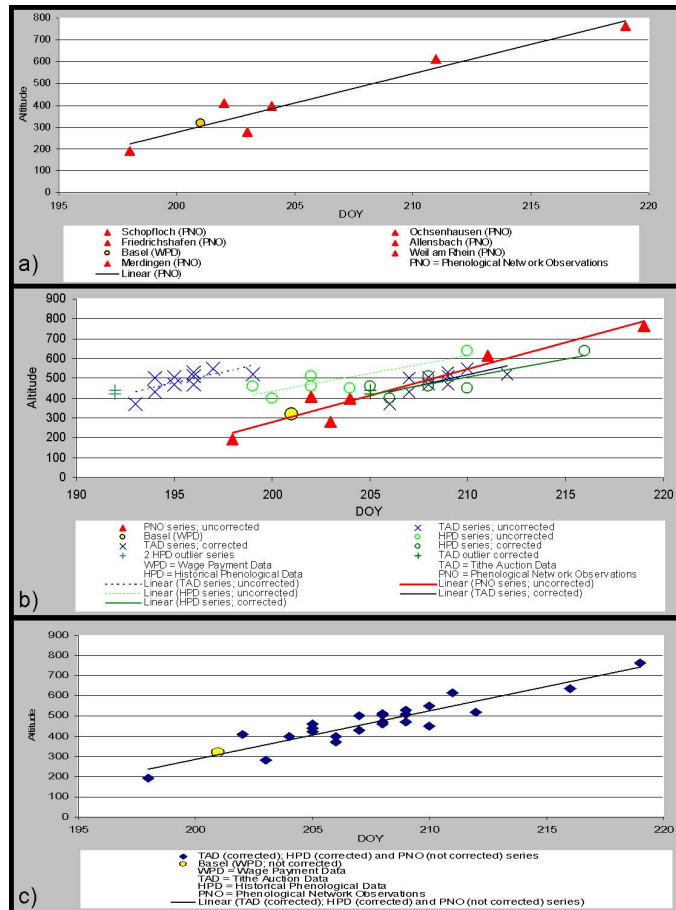 800
700
600
500
400
300
200
100
0
Altitude
195 200 205 210 215 220
DOY
Schopfloch (PNO) Ochsenhausen (PNO)
Friedrichshafen (PNO) Allensbach (PNO)
Basel (WPD) Weil am Rhein (PNO)
Merdingen (PNO) PNO = Phenological Network Observations
Linear (PNO)
a)
900
800
700
600
500
400
300
200
100
0
Altitude
190 195 200 205 210 215 220
DOY
PNO series; uncorrected TAD series; uncorrected
Basel (WPD) HPD series; uncorrected
TAD series; corrected HPD series; corrected
2 HPD outlier series TAD outlier corrected
WPD = Wage Payment Data TAD = Tithe Auction Data
HPD = Historical Phenological Data PNO = Phenological Network Observations
Linear (TAD series; uncorrected) Linear (PNO series; uncorrected)
Linear (HPD series; uncorrected) Linear (TAD series; corrected)
Linear (HPD series; corrected)
b)
900
800
700
600
500
400
300
200
100
0
Altitude
195 200 205 210 215 220
DOY
TAD (corrected); HPD (corrected) and PNO (not corrected) series
Basel (WPD; not corrected)
WPD = Wage Payment Data
TAD = Tithe Auction Data
HPD = Historical Phenological Data
PNO = Phenological Network Observations
Linear (TAD (corrected); HPD (corrected) and PNO (not corrected) series)
c)